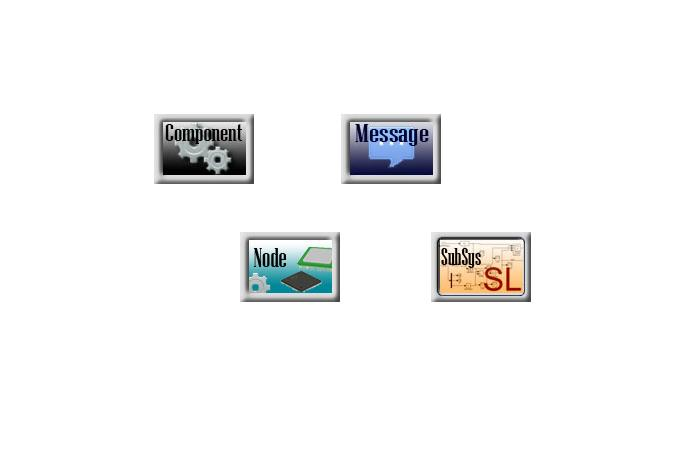 Component
Message
Node
SubSys
SL